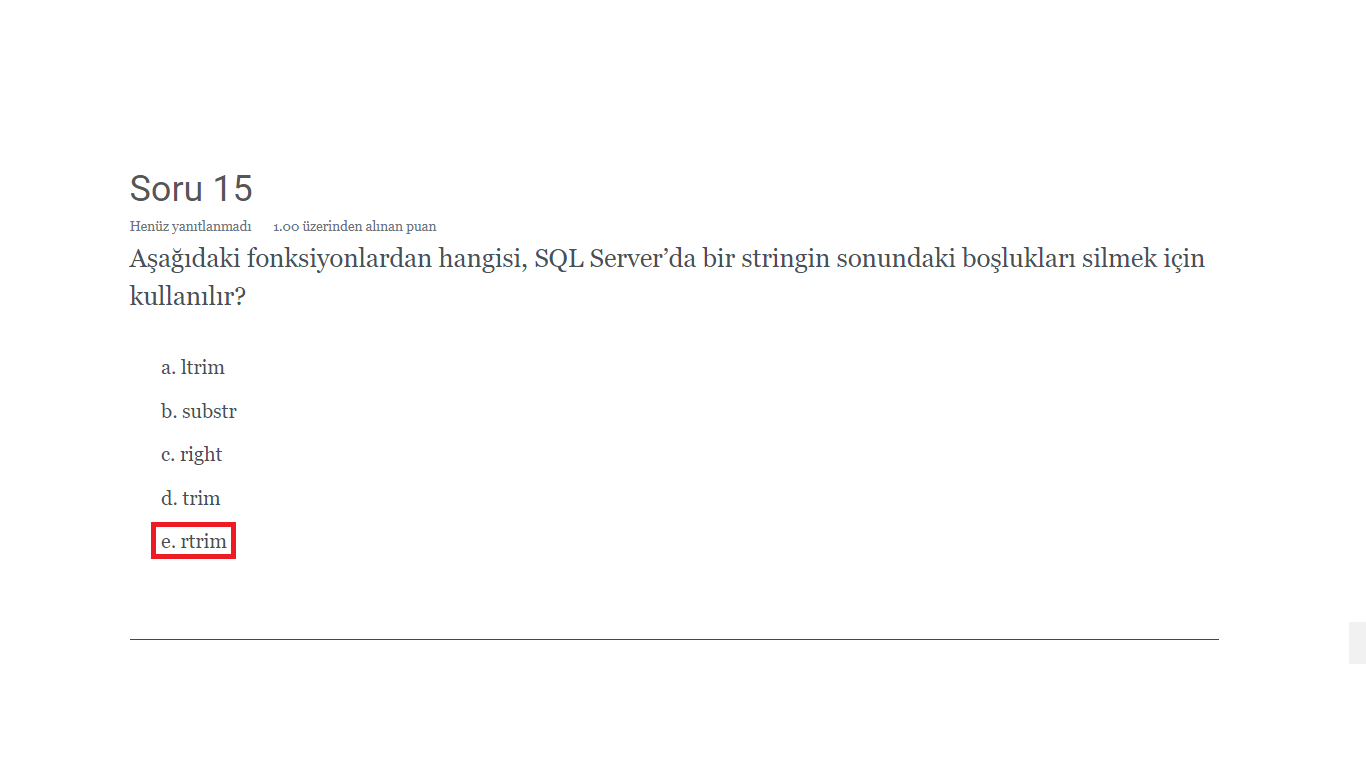 Soru 15
Henüz yanıtlanmadı 1.00 üzerinden alınan puan
Aşağıdaki fonksiyonlardan hangisi, SQL Server’da bir stringin sonundaki boşlukları silmek için
kullanılır?
a. ltrim
b. substr
c. right
d. trim
e. rtrim